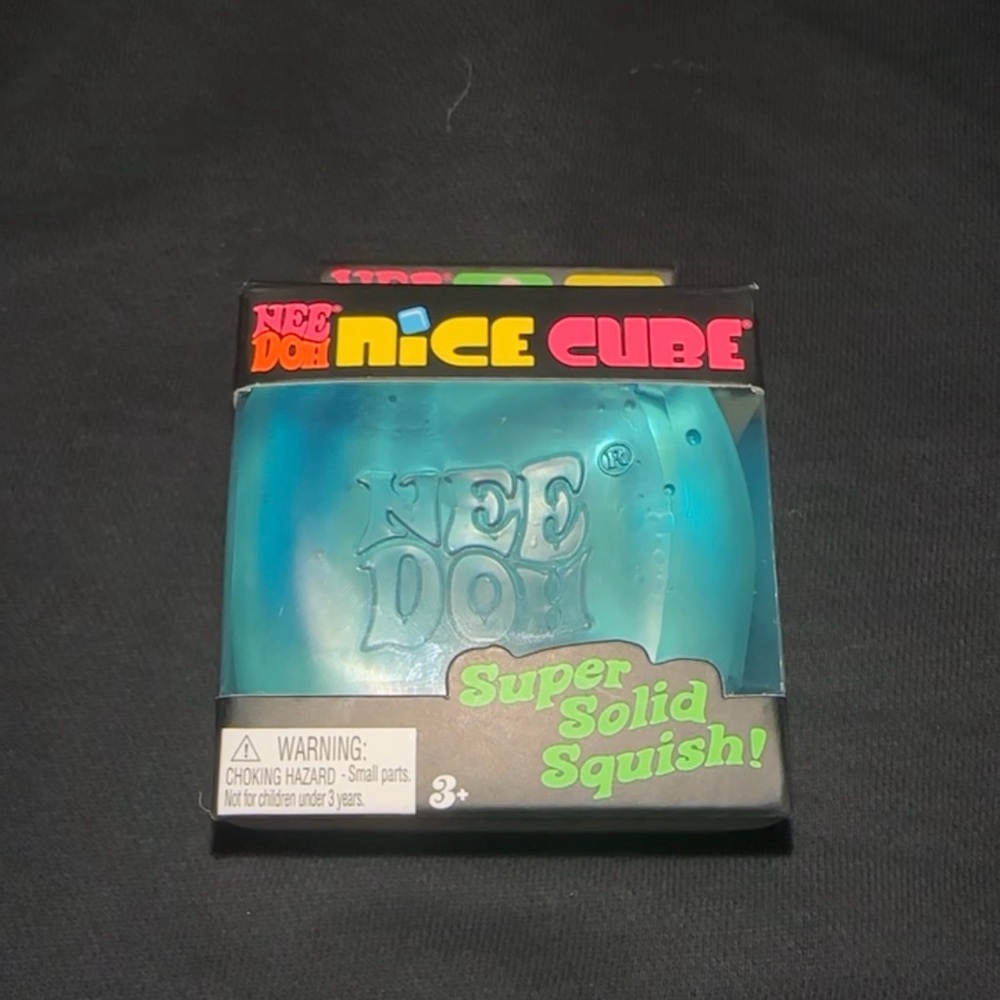 NEE DOH® NiCE CUBE®
NEE®
DOH
Super
Solid
Squish!
WARNING:
CHOKING HAZARD - Small parts.
Not for children under 3 years.
3+